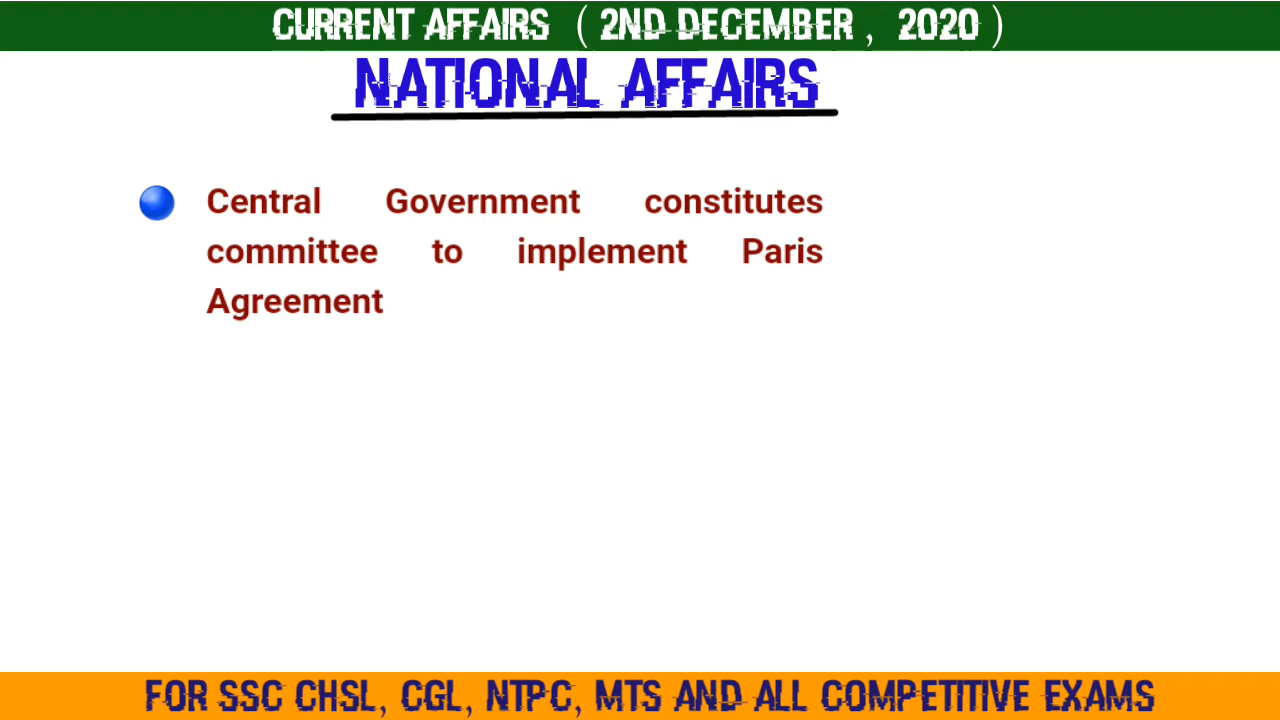 CURRENT AFFAIRS ( 2ND DECEMBER , 2020 )
NATIONAL AFFAIRS
Central Government constitutes
committee to implement Paris
Agreement
FOR SSC CHSL, CGL, NTPC, MTS AND ALL COMPETITIVE EXAMS